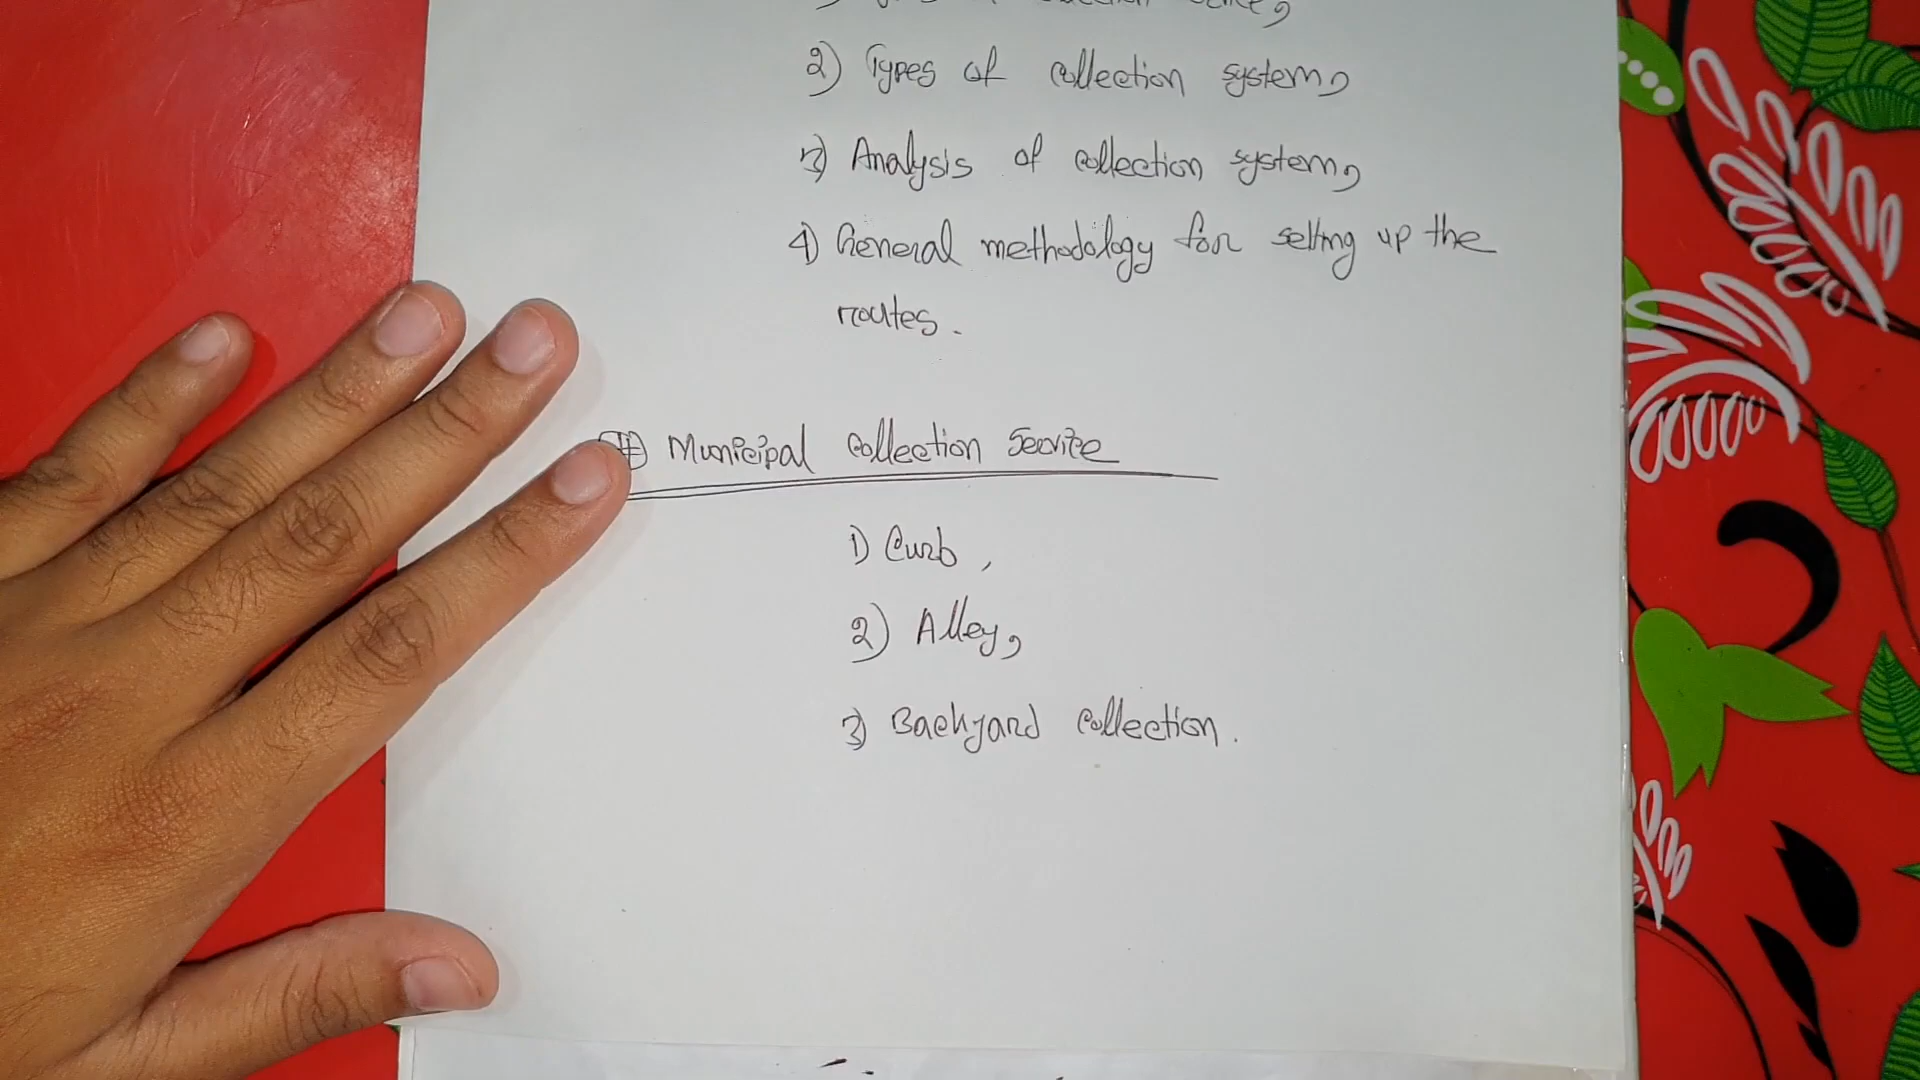 2) Types of collection system,
3) Analysis of collection system,
4) General methodology for setting up the
routes.
# Municipal collection Service
1) Curb,
2) Alley,
3) Backyard collection.